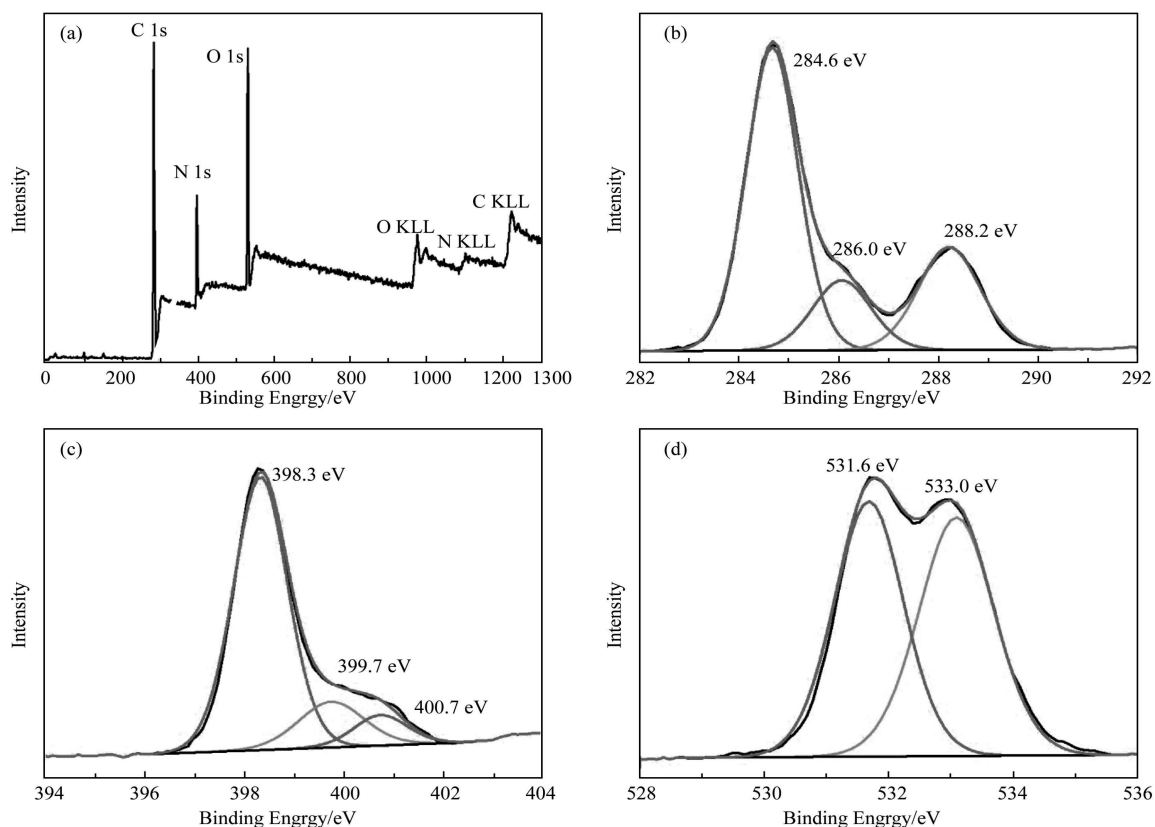 (a)
C 1s
O 1s
N 1s
O KLL
N KLL
C KLL
Intensity
0 200 400 600 800 1000 1200 1300
Binding Engrgy/eV
(b)
284.6 eV
286.0 eV
288.2 eV
Intensity
282 284 286 288 290 292
Binding Engrgy/eV
(c)
398.3 eV
399.7 eV
400.7 eV
Intensity
394 396 398 400 402 404
Binding Engrgy/eV
(d)
531.6 eV
533.0 eV
Intensity
528 530 532 534 536
Binding Engrgy/eV